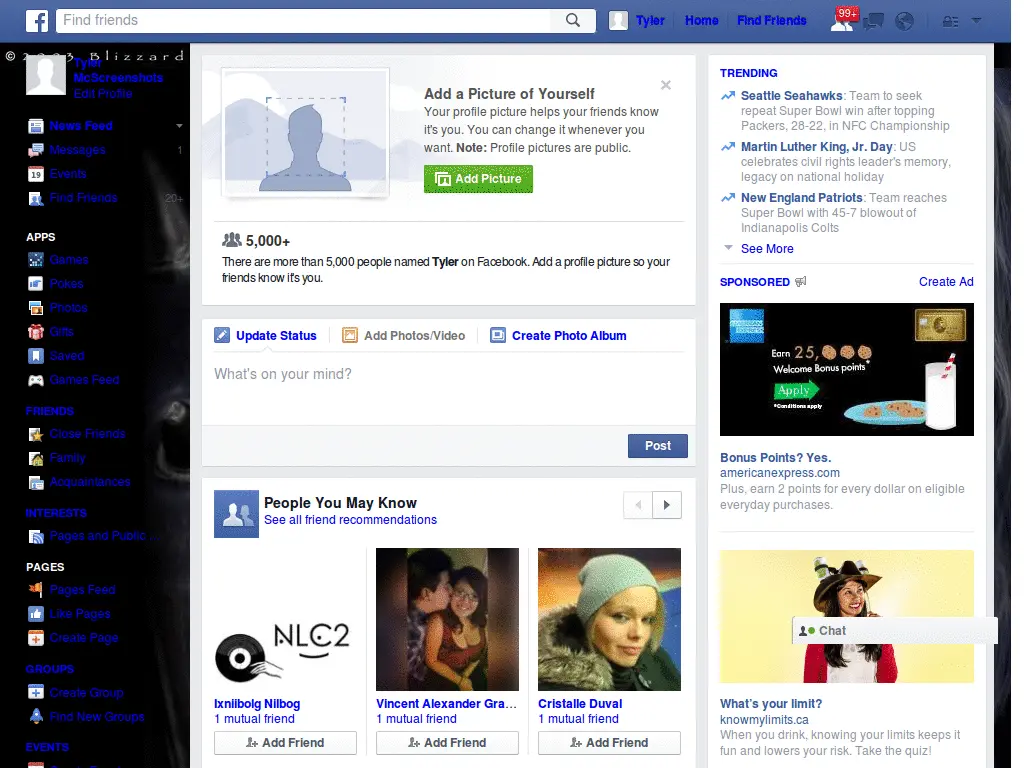 Find friends
Tyler
Home
Find Friends
99+
© 2003 Blizzard
Tyler
McScreenshots
Edit Profile
News Feed
Messages 1
Events
Find Friends 20+
APPS
Games
Pokes
Photos
Gifts
Saved
Games Feed
FRIENDS
Close Friends
Family
Acquaintances
INTERESTS
Pages and Public ...
PAGES
Pages Feed
Like Pages
Create Page
GROUPS
Create Group
Find New Groups
EVENTS
Add a Picture of Yourself
Your profile picture helps your friends know
it's you. You can change it whenever you
want. Note: Profile pictures are public.
Add Picture
5,000+
There are more than 5,000 people named Tyler on Facebook. Add a profile picture so your
friends know it's you.
Update Status
Add Photos/Video
Create Photo Album
What's on your mind?
Post
People You May Know
See all friend recommendations
NLC2
Ixniibolg Nilbog
1 mutual friend
Add Friend
Vincent Alexander Gra...
1 mutual friend
Add Friend
Cristalle Duval
1 mutual friend
Add Friend
TRENDING
Seattle Seahawks: Team to seek
repeat Super Bowl win after topping
Packers, 28-22, in NFC Championship
Martin Luther King, Jr. Day: US
celebrates civil rights leader's memory,
legacy on national holiday
New England Patriots: Team reaches
Super Bowl with 45-7 blowout of
Indianapolis Colts
See More
SPONSORED
Create Ad
Earn 25,
Welcome Bonus points*
Apply
*Conditions apply
Bonus Points? Yes.
americanexpress.com
Plus, earn 2 points for every dollar on eligible
everyday purchases.
Chat
What's your limit?
knowmylimits.ca
When you drink, knowing your limits keeps it
fun and lowers your risk. Take the quiz!